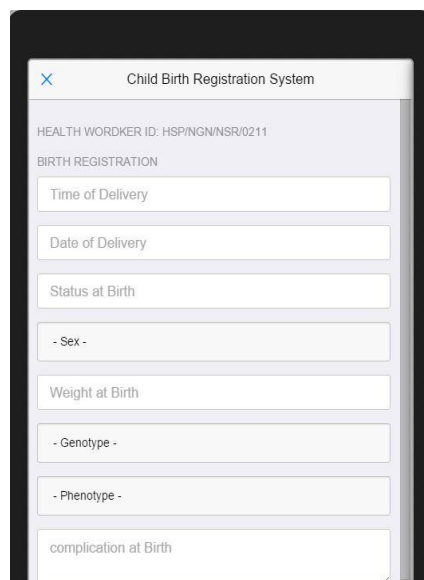 Child Birth Registration System
HEALTH WORDKER ID: HSP/NGN/NSR/0211
BIRTH REGISTRATION
Time of Delivery
Date of Delivery
Status at Birth
- Sex -
Weight at Birth
- Genotype -
- Phenotype -
complication at Birth